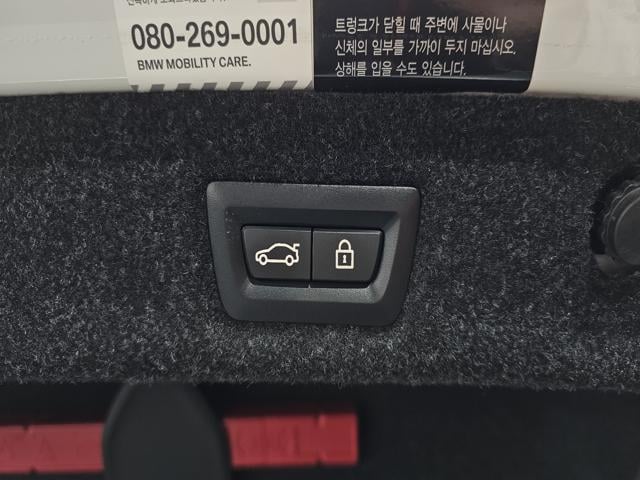 080-269-0001
BMW MOBILITY CARE.
트렁크가 닫힐 때 주변에 사물이나
신체의 일부를 가까이 두지 마십시오.
상해를 입을 수도 있습니다.